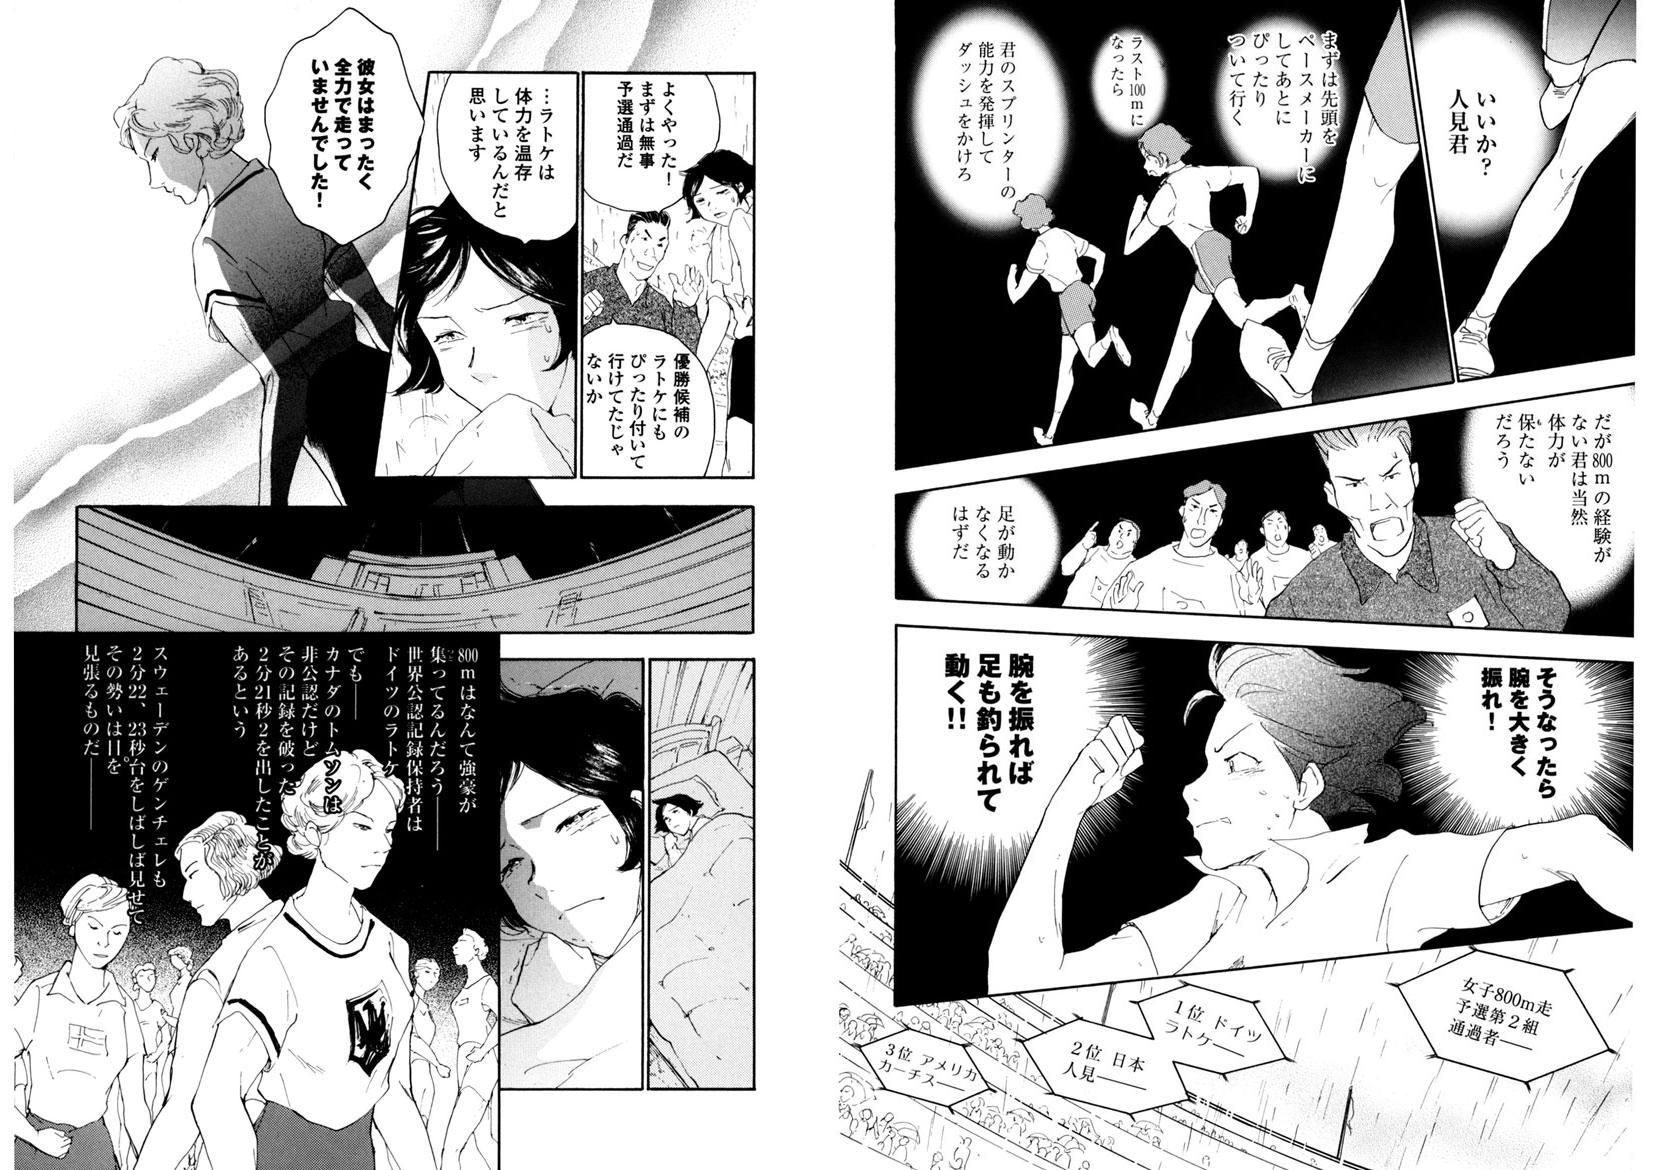 いいか?
人見君
まずは先頭を
ペースメーカーに
してあとに
ぴったり
ついて行く
ラスト100mに
なったら
君のスプリンターの
能力を発揮して
ダッシュをかけろ
だが800mの経験が
ない君は当然
体力が
保たない
だろう
足が動か
なくなる
はずだ
そうなったら
腕を大きく
振れ!
腕を振れば
足も釣られて
動く!!
女子800m走
予選第2組
通過者――
1位 ドイツ
ラトケ――
2位 日本
人見――
3位 アメリカ
カーチス――
よくやった!
まずは無事
予選通過だ
優勝候補の
ラトケにも
ぴったり付いて
行けてたじゃ
ないか
…ラトケは
体力を温存
しているんだと
思います
彼女はまったく
全力で走って
いませんでした!
800mはなんて強豪が
集ってるんだろう――
世界公認記録保持者は
ドイツのラトケ
でも――
カナダのトムソンは
非公認だけど
その記録を破った
2分21秒2を出したことが
あるという
スウェーデンのゲンチェレも
2分22、23秒台をしばしば見せて
その勢いは目を
見張るものだ――